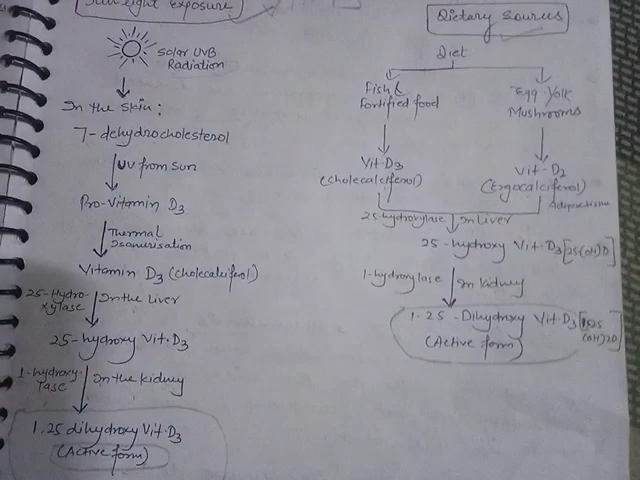 Sunlight Exposure
Solar UVB
Radiation
In the skin:
7-dehydrocholesterol
UV from sun
Pro-Vitamin D3
Thermal
Isomerisation
Vitamin D3 (cholecalciferol)
25-Hydro-
xylase
In the liver
25-hydroxy Vit.D3
1-hydroxy-
lase
In the kidney
1,25 dihydroxy Vit.D3
(Active form)
Dietary Sources
Diet
Fish &
Fortified food
Egg Yolk
Mushrooms
Vit D3
(cholecalciferol)
Vit-D2
(Ergocalciferol)
25-hydroxylase
In liver
25-hydroxy Vit.D3 [25(OH)D]
1-hydroxylase
In kidney
1-25-Dihydroxy Vit.D3
(Active form)
(OH)2D]